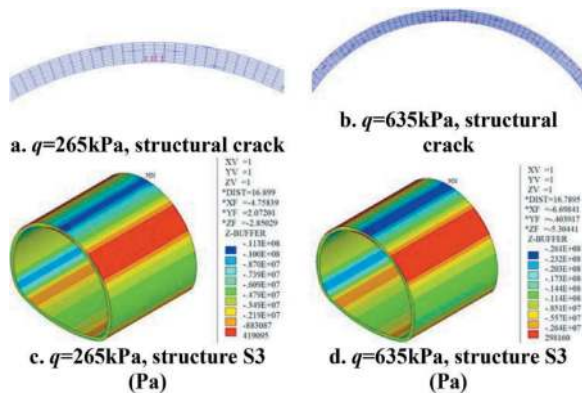 a. q=265kPa, structural crack
b. q=635kPa, structural
crack
XV =1
YV =1
ZV =1
*DIST=16.899
*XF =-4.75839
*YF =2.07201
*ZF =-2.85029
Z-BUFFER
-.113E+08
-.100E+08
-.870E+07
-.739E+07
-.609E+07
-.479E+07
-.349E+07
-.219E+07
-883087
419095
XV =1
YV =1
ZV =1
*DIST=16.7895
*XF =-6.69841
*YF =-.403917
*ZF =-5.30441
Z-BUFFER
-.261E+08
-.232E+08
-.203E+08
-.173E+08
-.144E+08
-.114E+08
-.851E+07
-.557E+07
-.264E+07
298160
c. q=265kPa, structure S3
(Pa)
d. q=635kPa, structure S3
(Pa)